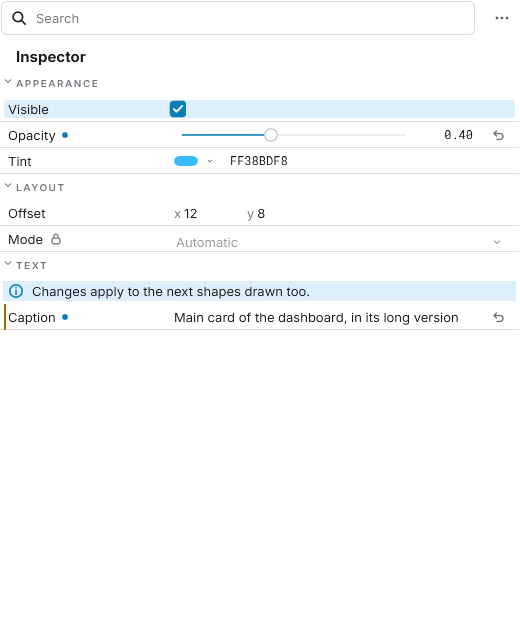 Search
Inspector
APPEARANCE
Visible
Opacity 0.40
Tint FF38BDF8
LAYOUT
Offset x 12 y 8
Mode Automatic
TEXT
Changes apply to the next shapes drawn too.
Caption Main card of the dashboard, in its long version